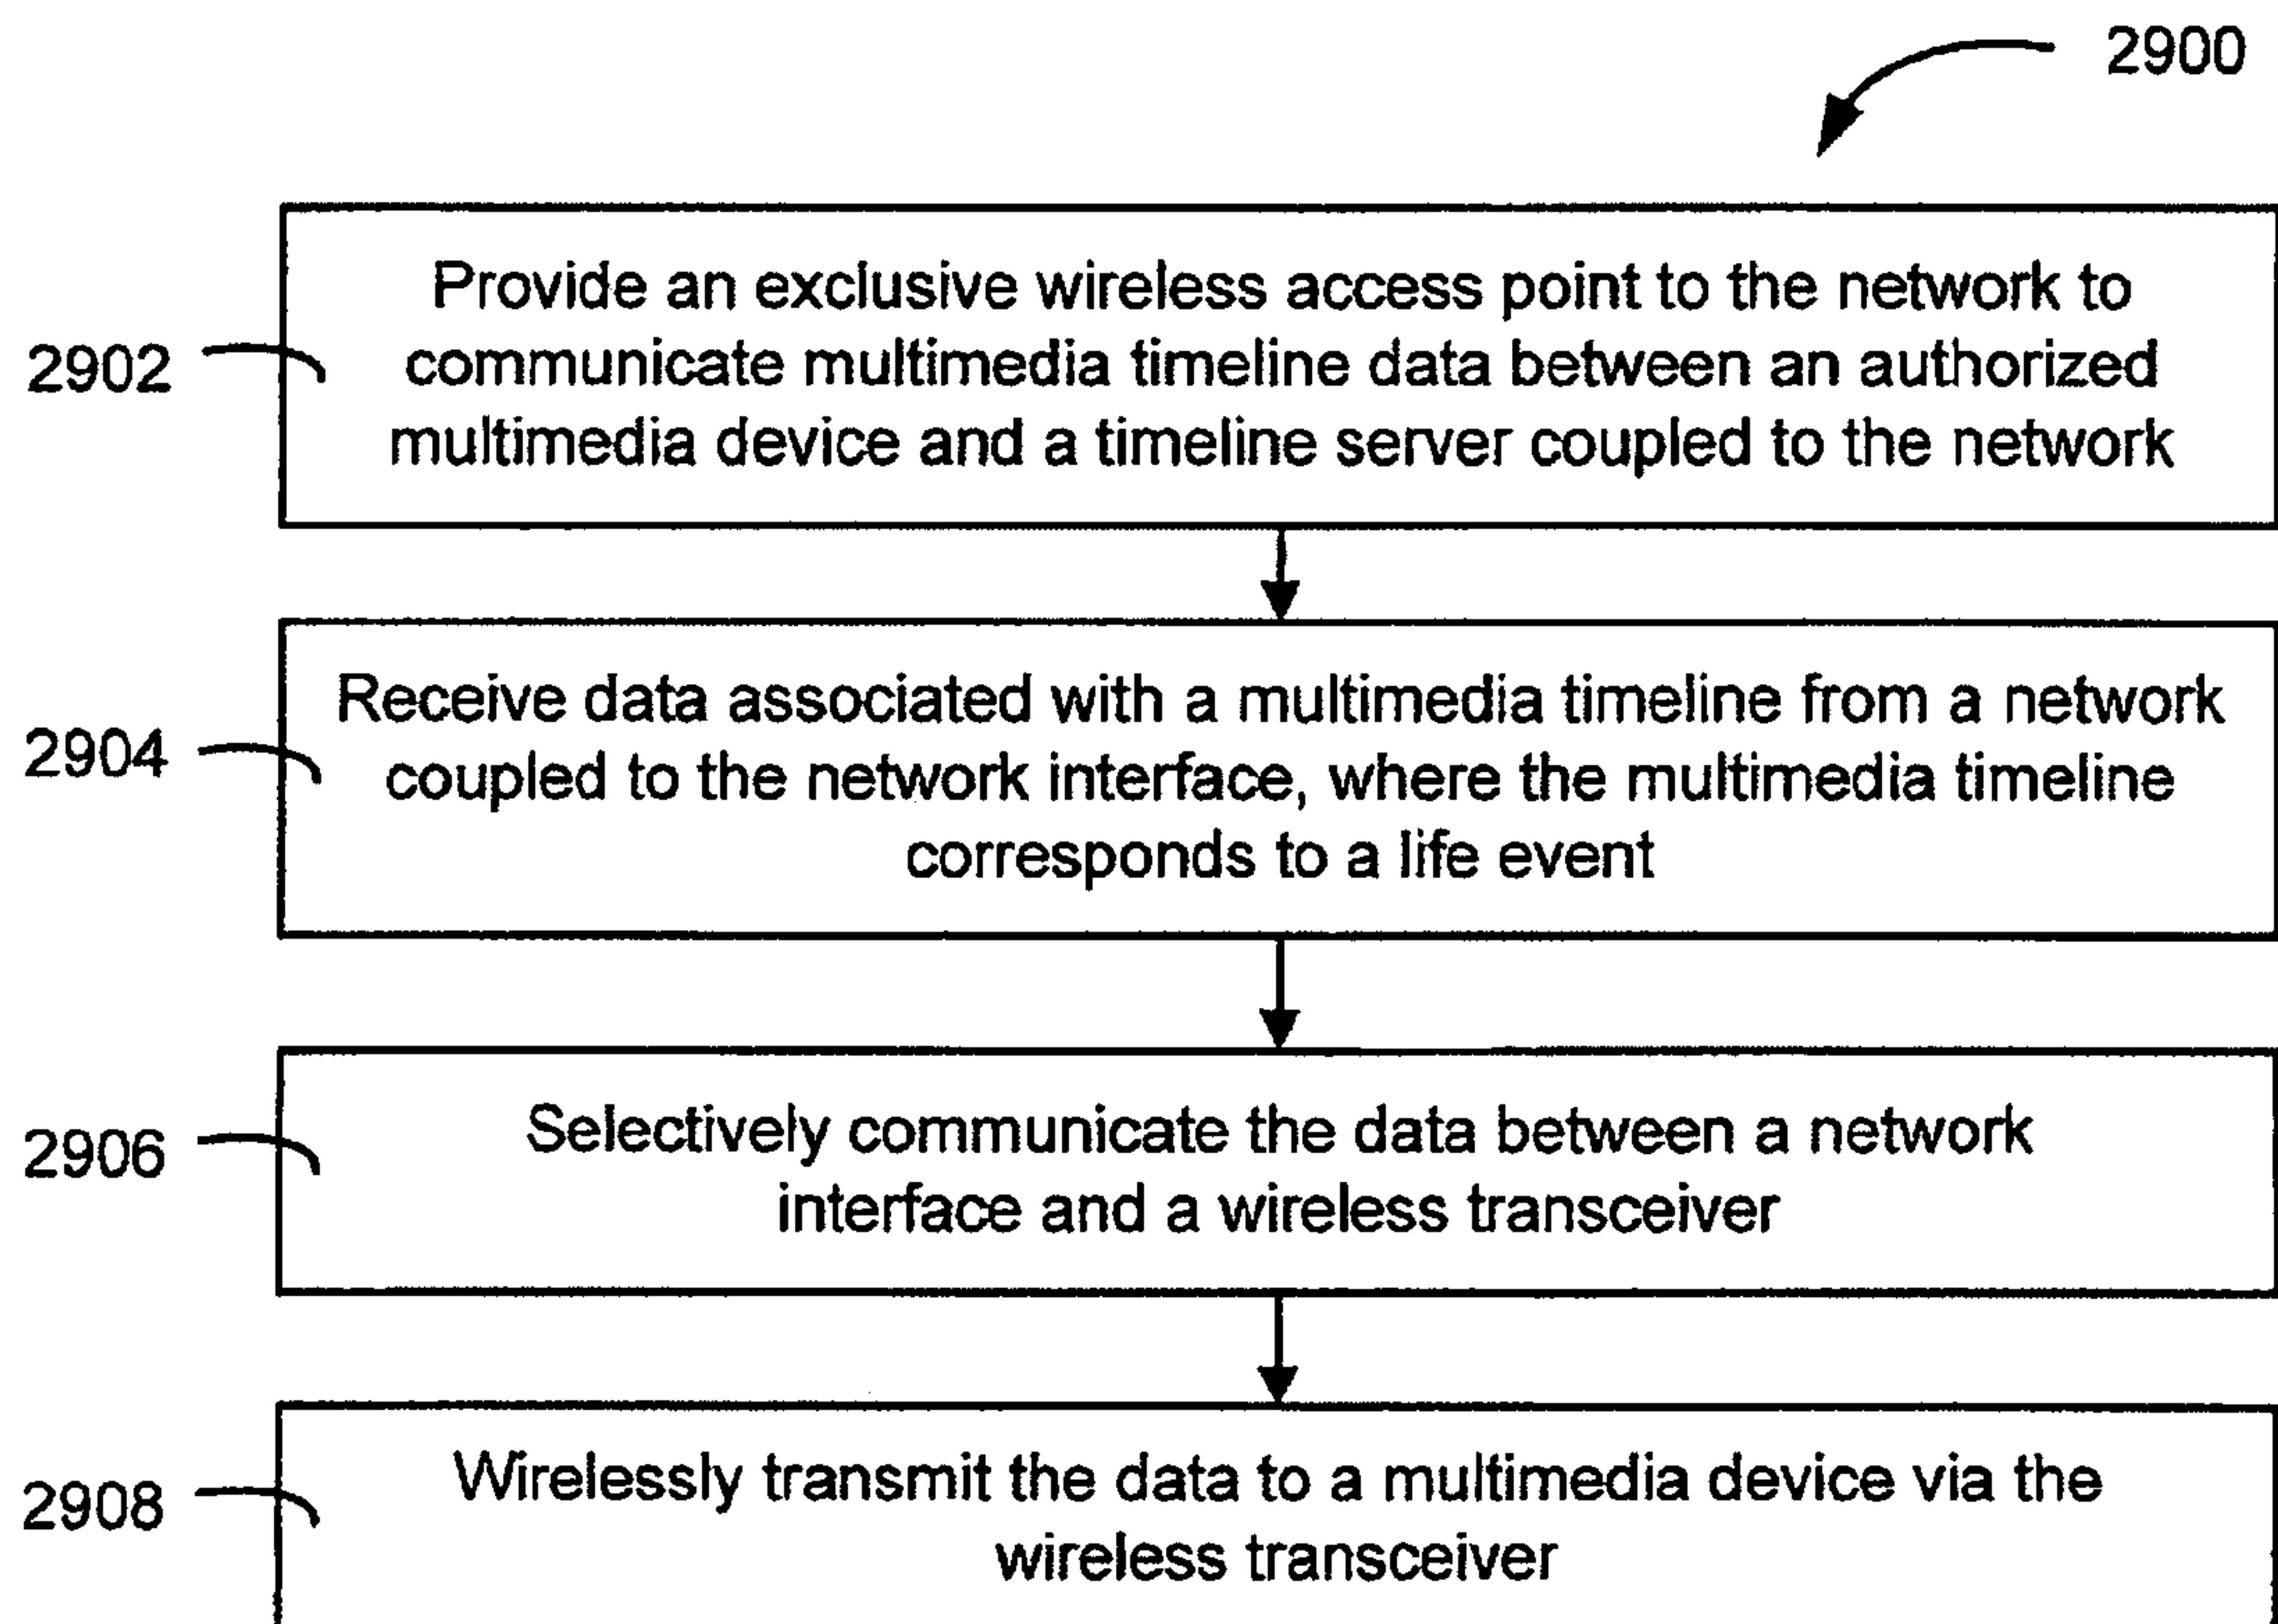 2900
Provide an exclusive wireless access point to the network to
communicate multimedia timeline data between an authorized
multimedia device and a timeline server coupled to the network
2902
Receive data associated with a multimedia timeline from a network
coupled to the network interface, where the multimedia timeline
corresponds to a life event
2904
Selectively communicate the data between a network
interface and a wireless transceiver
2906
Wirelessly transmit the data to a multimedia device via the
wireless transceiver
2908